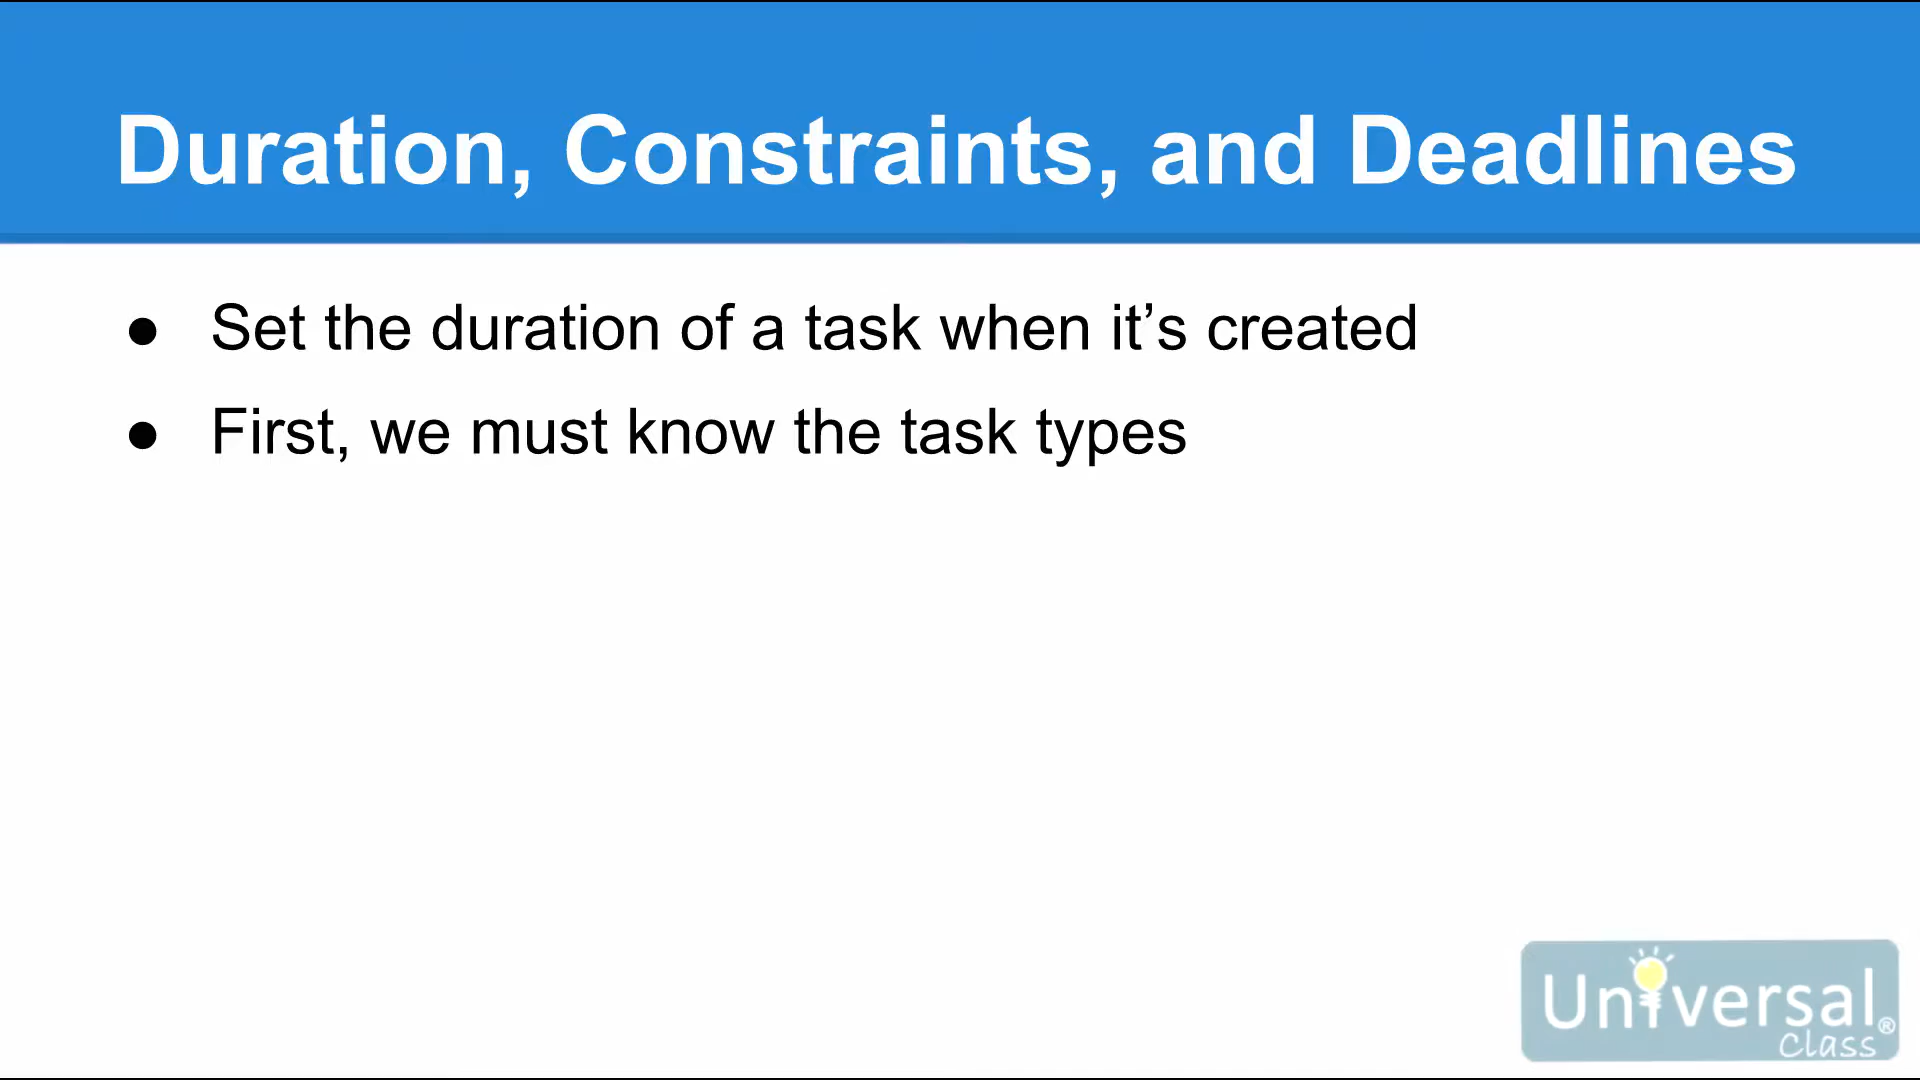 Duration, Constraints, and Deadlines
● Set the duration of a task when it’s created
● First, we must know the task types
Universal®
Class